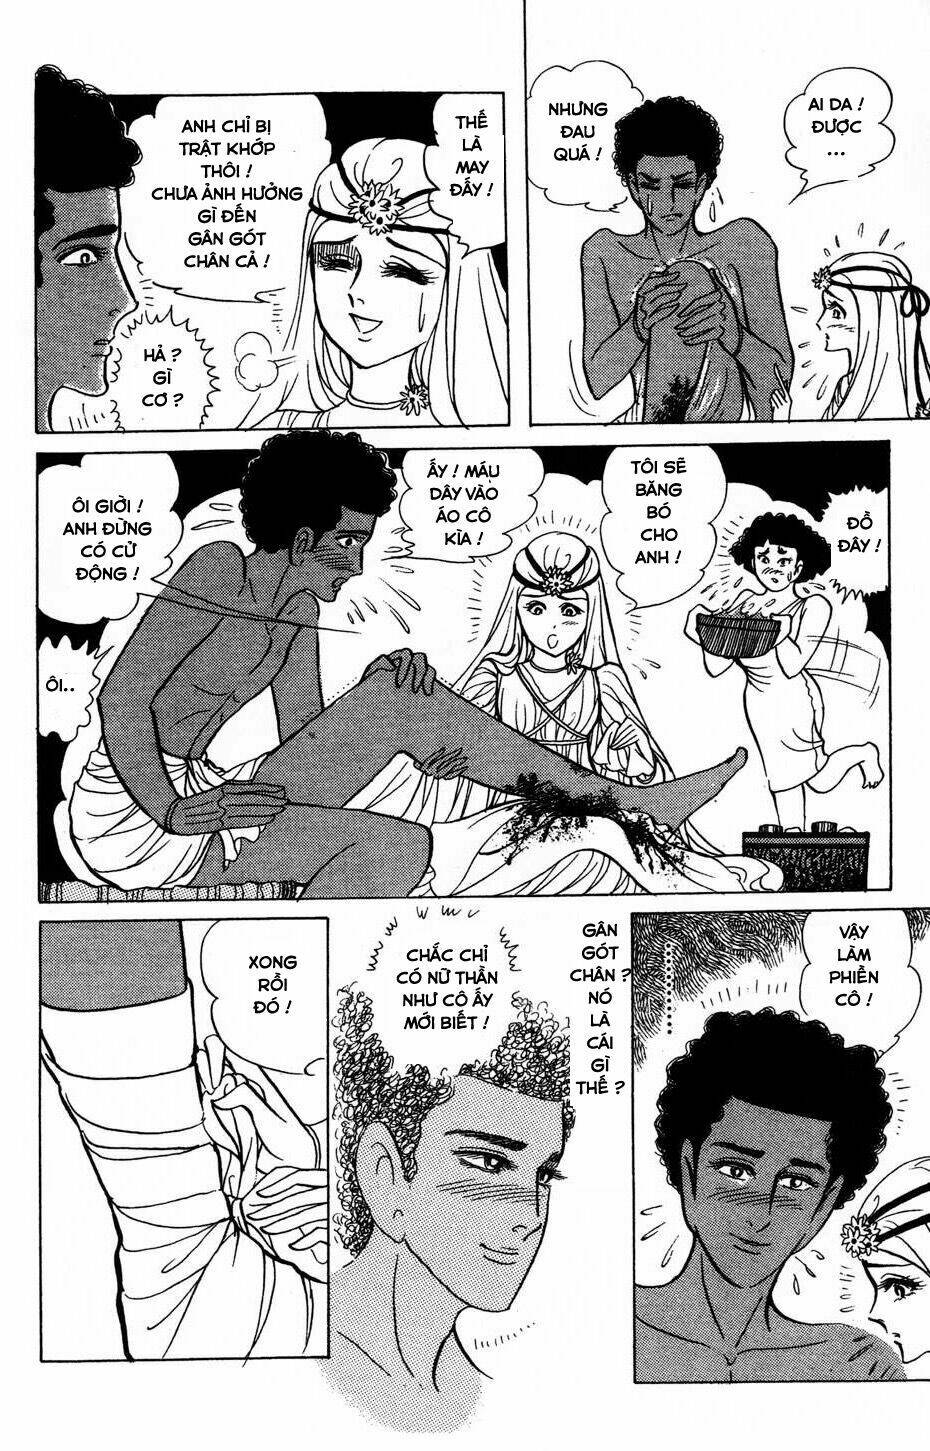 ANH CHỈ BỊ
TRẬT KHỚP
THÔI !
CHƯA ẢNH HƯỞNG
GÌ ĐẾN
GÂN GÓT
CHÂN CẢ !
THẾ
LÀ
MAY
ĐẤY !
HẢ ?
GÌ
CƠ ?
NHƯNG
ĐAU
QUÁ !
AI DA !
ĐƯỢC
...
ÔI GIỜI !
ANH ĐỪNG
CÓ CỬ
ĐỘNG !
ÔI..
ẤY ! MÁU
DÂY VÀO
ÁO CÔ
KÌA !
TÔI SẼ
BĂNG
BÓ
CHO
ANH !
ĐỒ
ĐÂY !
XONG
RỒI
ĐÓ !
CHẮC CHỈ
CÓ NỮ THẦN
NHƯ CÔ ẤY
MỚI BIẾT !
GÂN
GÓT
CHÂN ?
NÓ
LÀ
CÁI
GÌ
THẾ ?
VẬY
LÀM
PHIỀN
CÔ !